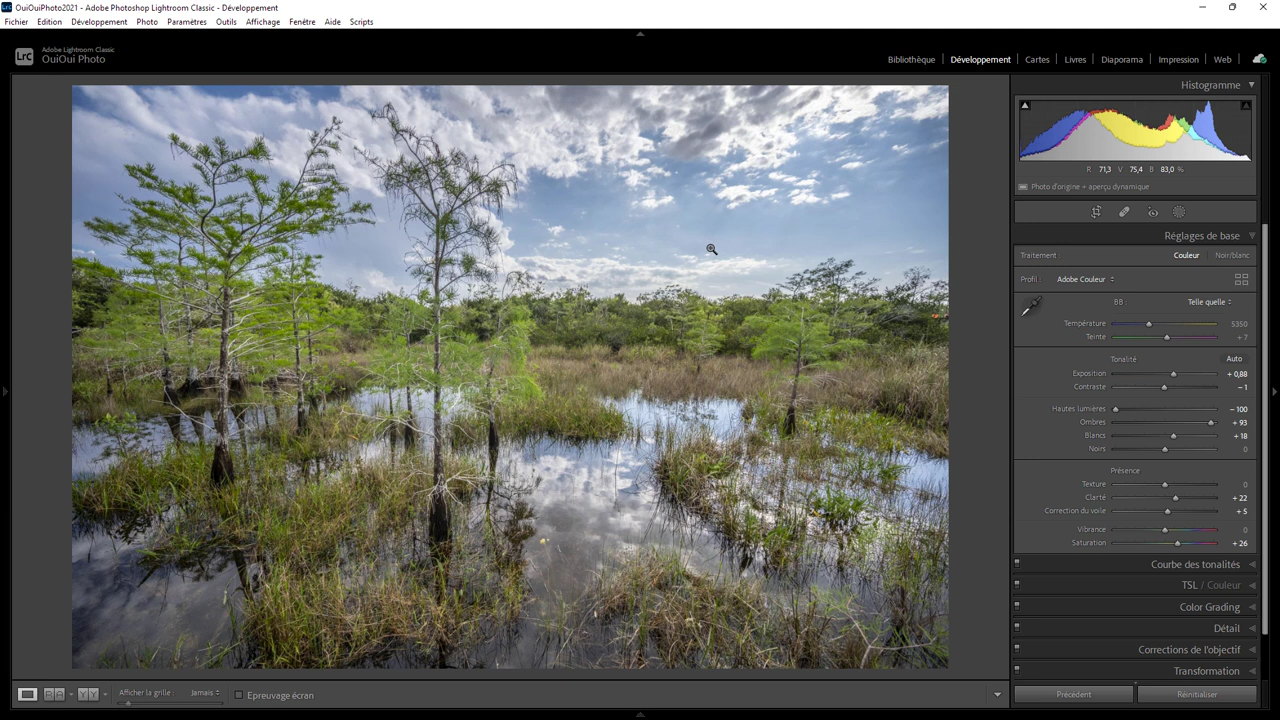 OuiOuiPhoto2021 - Adobe Photoshop Lightroom Classic - Développement
Fichier Edition Développement Photo Paramètres Outils Affichage Fenêtre Aide Scripts
LrC
Adobe Lightroom Classic
OuiOui Photo
Bibliothèque Développement Cartes Livres Diaporama Impression Web
Histogramme
R 71,3 V 75,4 B 83,0 %
Photo d'origine + aperçu dynamique
Réglages de base
Traitement : Couleur Noir/blanc
Profil : Adobe Couleur
BB Telle quelle
Température 5350
Teinte + 7
Tonalité Auto
Exposition + 0,88
Contraste – 1
Hautes lumières – 100
Ombres + 93
Blancs + 18
Noirs 0
Présence
Texture 0
Clarté + 22
Correction du voile + 5
Vibrance 0
Saturation + 26
Courbe des tonalités
TSL / Couleur
Color Grading
Détail
Corrections de l'objectif
Transformation
RA YY Afficher la grille : Jamais Epreuvage écran
Précédent Réinitialiser